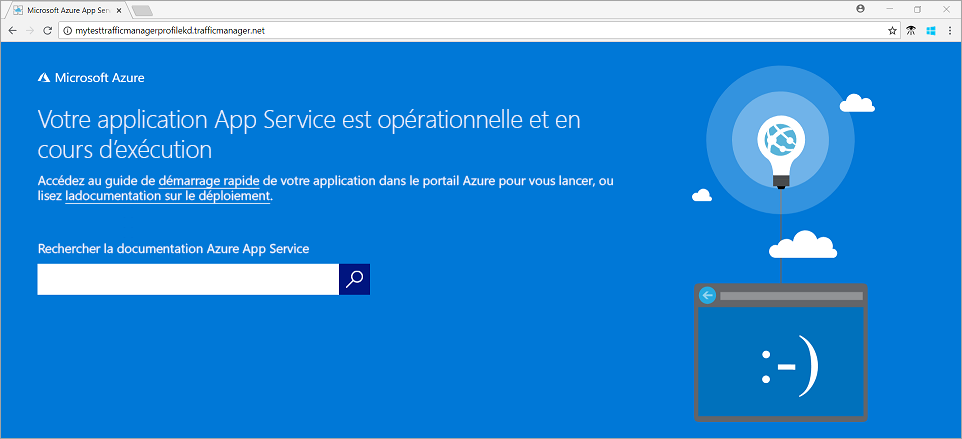 Microsoft Azure App Serv
mytesttrafficmanagerprofilekd.trafficmanager.net
Microsoft Azure
Votre application App Service est opérationnelle et en
cours d’exécution
Accédez au guide de démarrage rapide de votre application dans le portail Azure pour vous lancer, ou
lisez ladocumentation sur le déploiement.
Rechercher la documentation Azure App Service
:-)